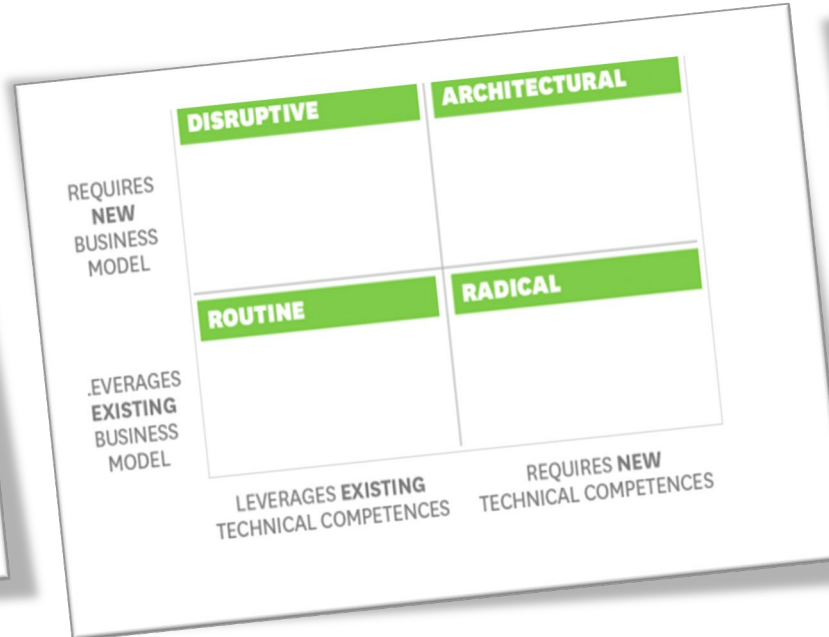 DISRUPTIVE
ARCHITECTURAL
REQUIRES
NEW
BUSINESS
MODEL
ROUTINE
RADICAL
.EVERAGES
EXISTING
BUSINESS
MODEL
LEVERAGES EXISTING
TECHNICAL COMPETENCES
REQUIRES NEW
TECHNICAL COMPETENCES